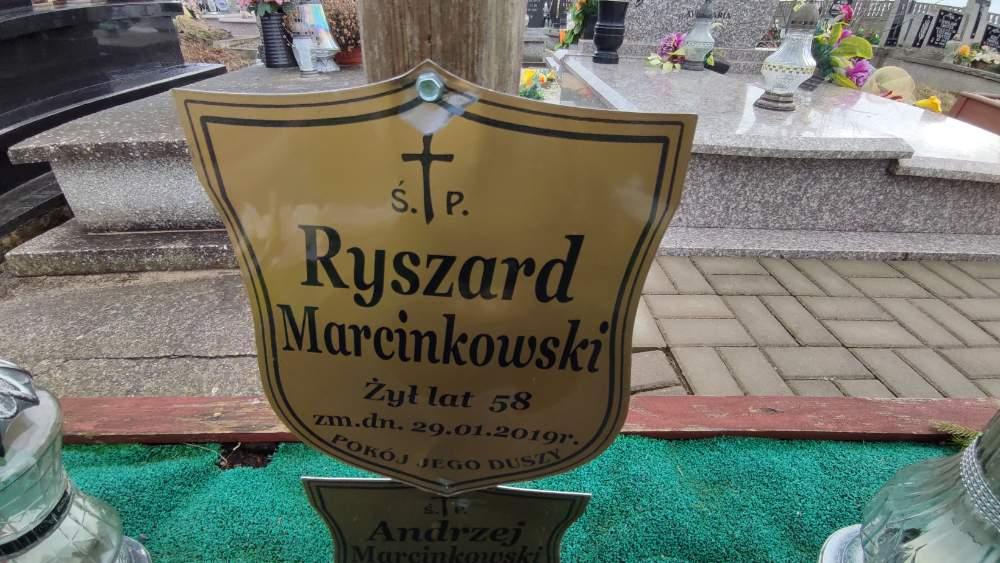 Ś. P.
Ryszard
Marcinkowski
Żył lat 58
zm.dn. 29.01.2019r.
POKÓJ JEGO DUSZY
Ś. P.
Andrzej
Marcinkowski